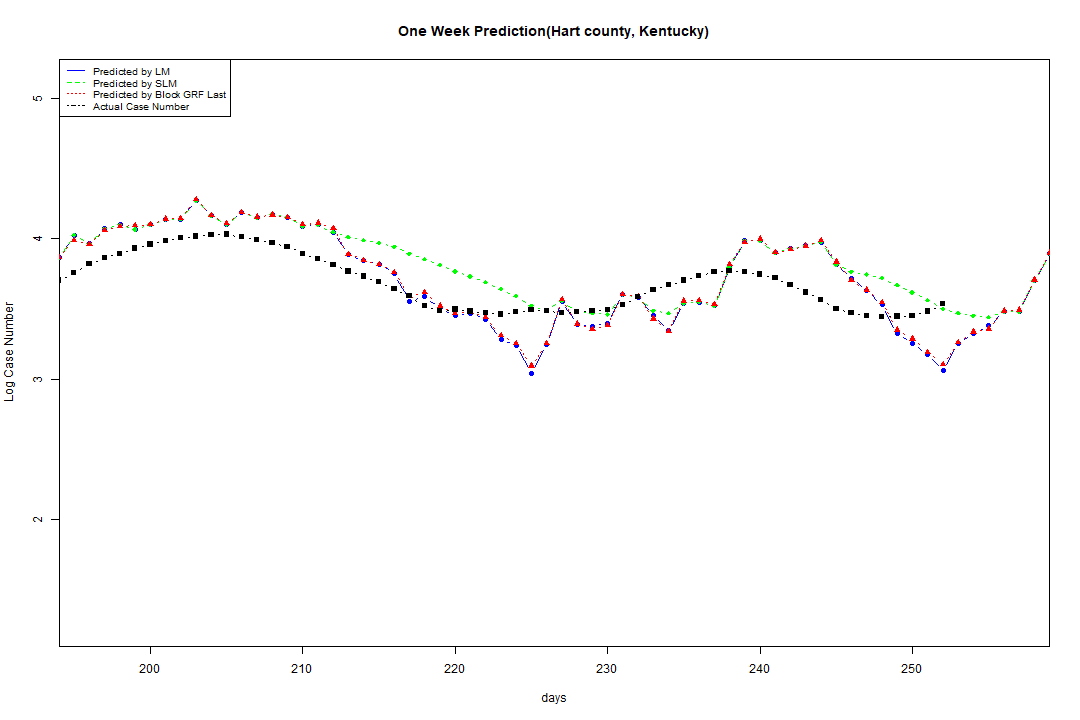 One Week Prediction(Hart county, Kentucky)
Predicted by LM
Predicted by SLM
Predicted by Block GRF Last
Actual Case Number
5
4
3
2
Log Case Number
200 210 220 230 240 250
days